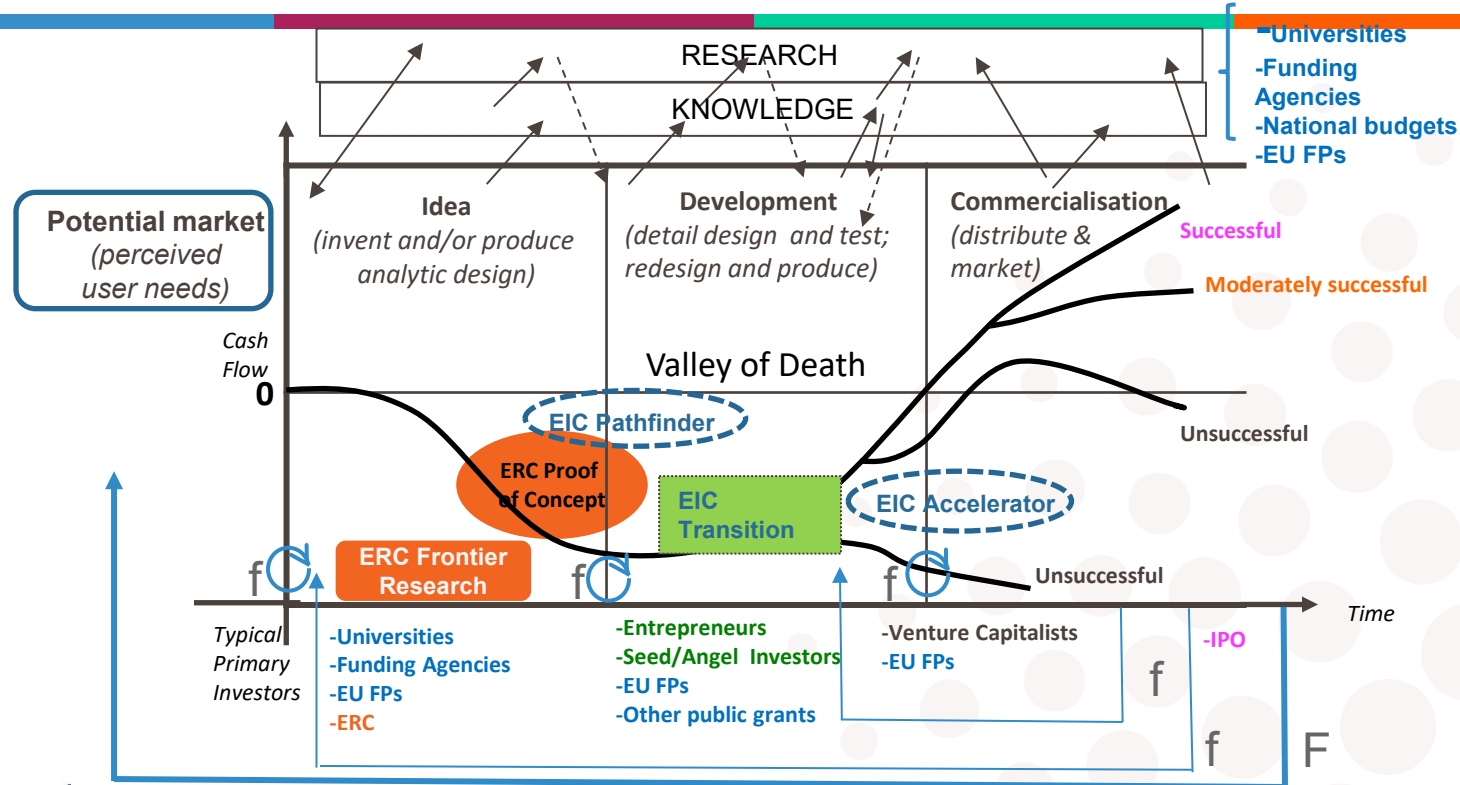 RESEARCH
KNOWLEDGE
-Universities
-Funding
Agencies
-National budgets
-EU FPs
Potential market
(perceived
user needs)
Idea
(invent and/or produce
analytic design)
Development
(detail design and test;
redesign and produce)
Commercialisation
(distribute &
market)
Successful
Moderately successful
Cash
Flow
0
Valley of Death
EIC Pathfinder
Unsuccessful
ERC Proof
of Concept
EIC
Transition
EIC Accelerator
ERC Frontier
Research
f
f
f
Unsuccessful
Time
Typical
Primary
Investors
-Universities
-Funding Agencies
-EU FPs
-ERC
-Entrepreneurs
-Seed/Angel Investors
-EU FPs
-Other public grants
-Venture Capitalists
-EU FPs
f
-IPO
f
F